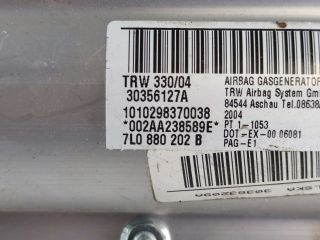 TRW 330/04
30356127A
1010298370038
*002AA238589E*
7L0 880 202 B
AIRBAG GASGENERATOR
TRW Airbag System Gmb
84544 Aschau Tel.08638
2004
PT 1-1053
DOT-EX-00 06081
PAG-E1